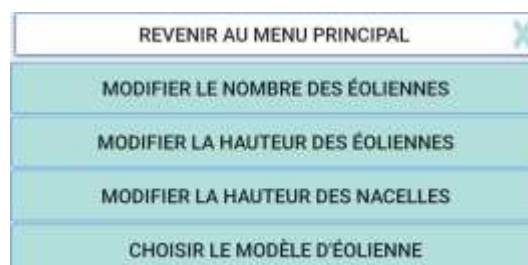 REVENIR AU MENU PRINCIPAL
MODIFIER LE NOMBRE DES ÉOLIENNES
MODIFIER LA HAUTEUR DES ÉOLIENNES
MODIFIER LA HAUTEUR DES NACELLES
CHOISIR LE MODÈLE D'ÉOLIENNE